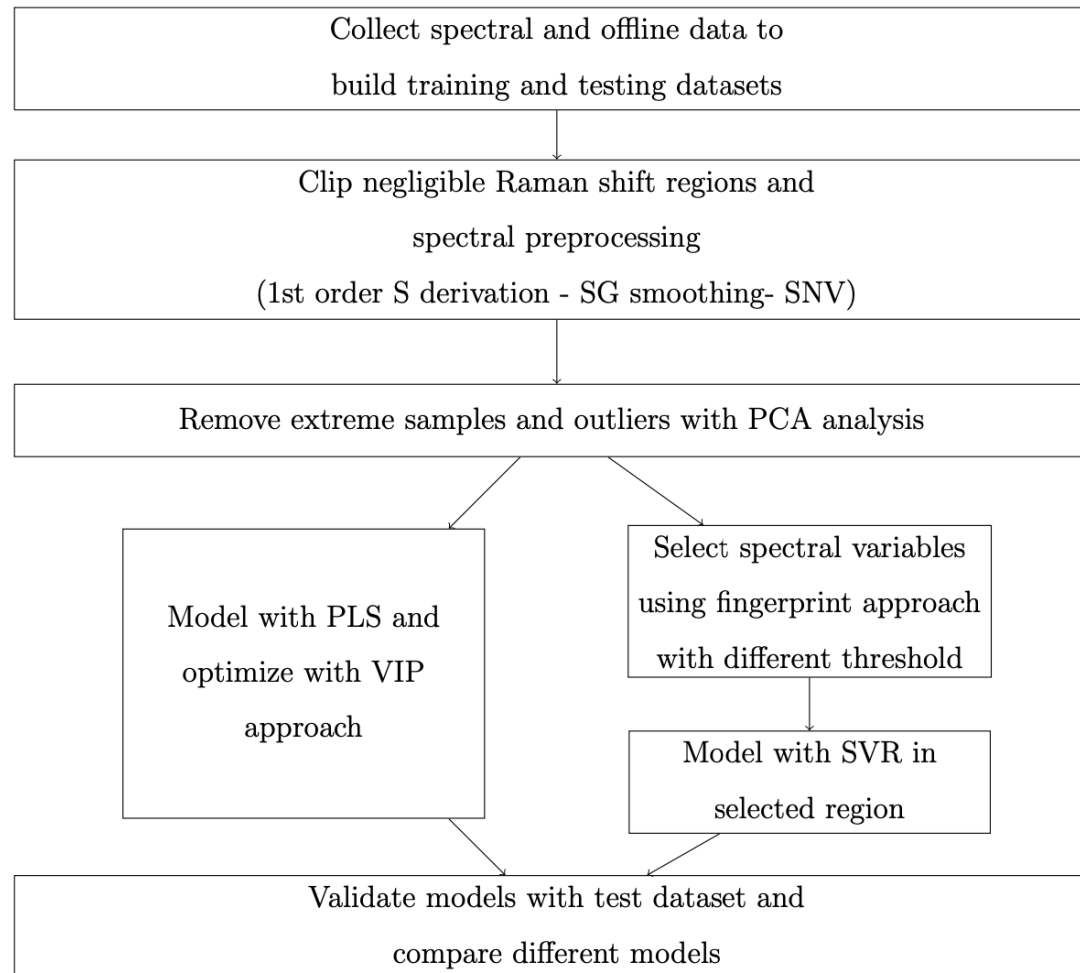 Collect spectral and offline data to
build training and testing datasets
Clip negligible Raman shift regions and
spectral preprocessing
(1st order S derivation - SG smoothing- SNV)
Remove extreme samples and outliers with PCA analysis
Model with PLS and
optimize with VIP
approach
Select spectral variables
using fingerprint approach
with different threshold
Model with SVR in
selected region
Validate models with test dataset and
compare different models